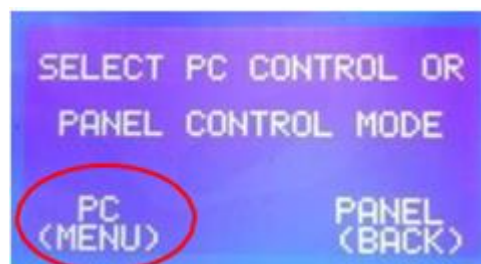 SELECT PC CONTROL OR
PANEL CONTROL MODE
PC PANEL
(MENU) (BACK)